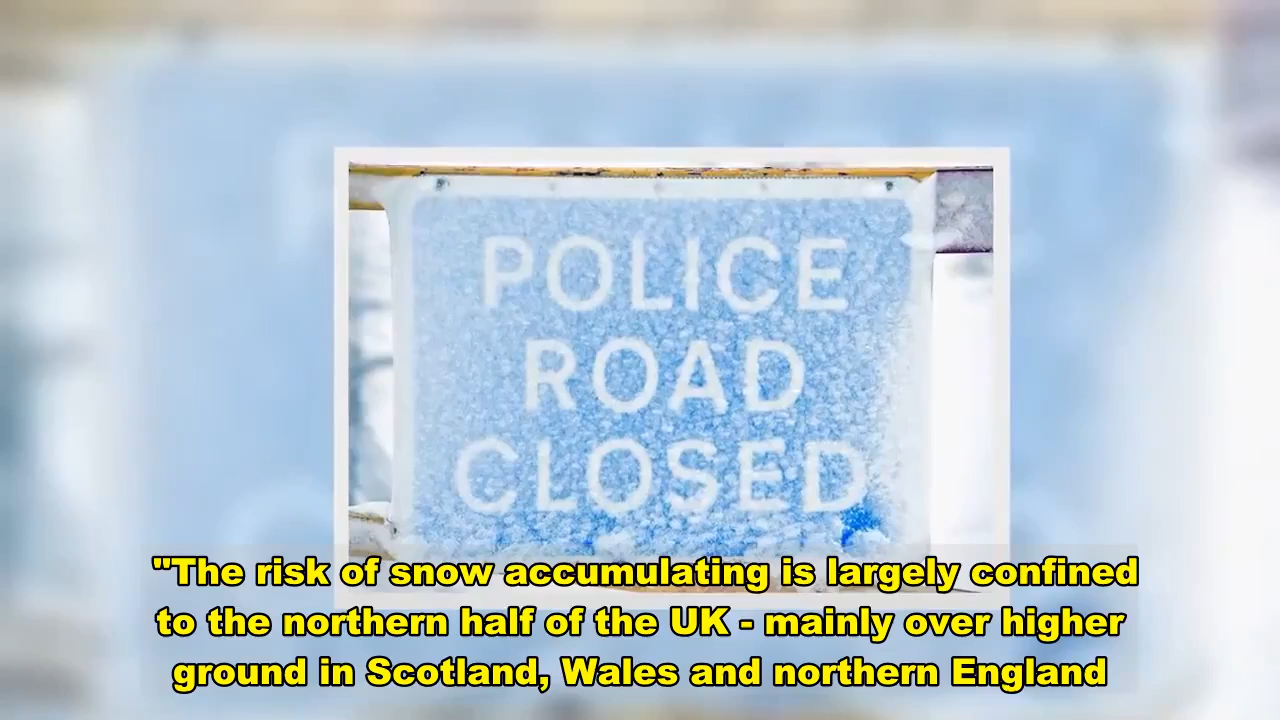 POLICE
ROAD
CLOSED
"The risk of snow accumulating is largely confined
to the northern half of the UK - mainly over higher
ground in Scotland, Wales and northern England